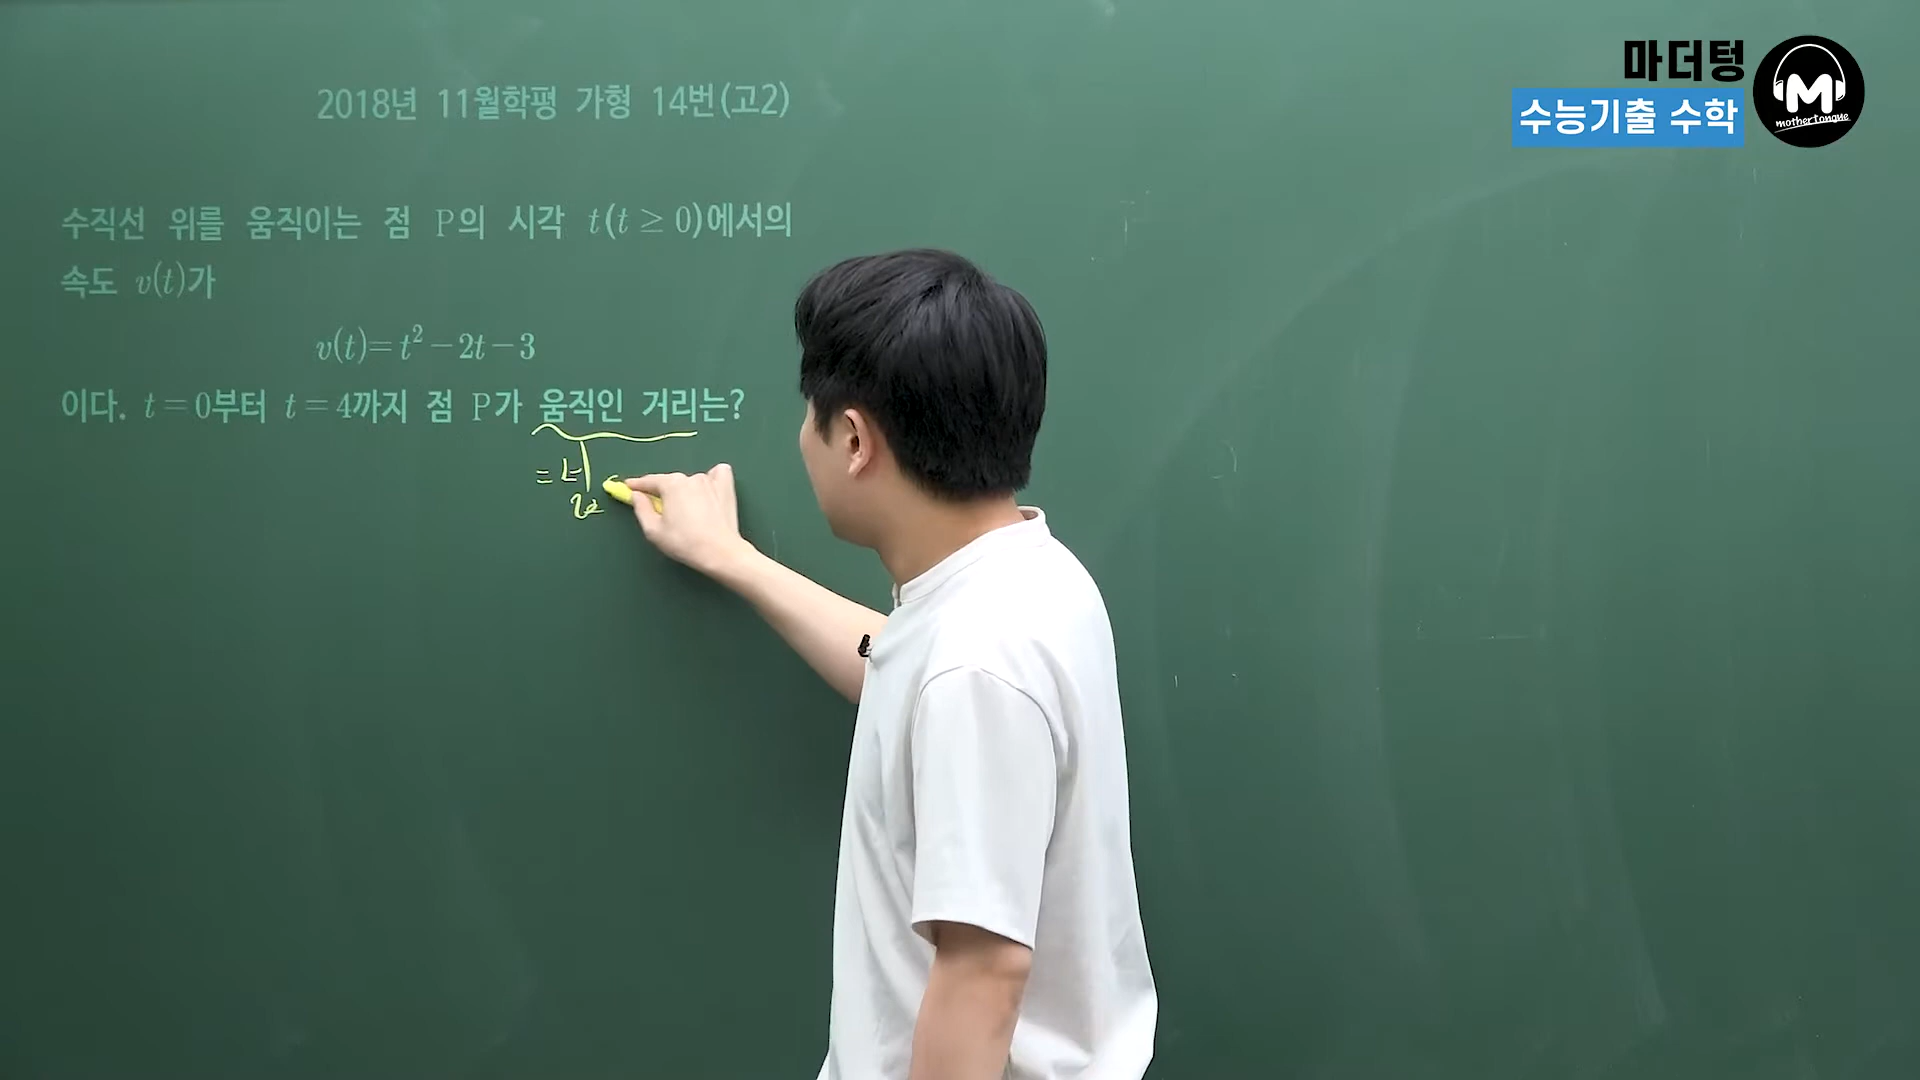 마더텅
수능기출 수학
M
mothertongue
2018년 11월학평 가형 14번(고2)
수직선 위를 움직이는 점 P의 시각 t(t ≥ 0)에서의
속도 v(t)가
v(t)=t²-2t-3
이다. t=0부터 t=4까지 점 P가 움직인 거리는?
= 넓